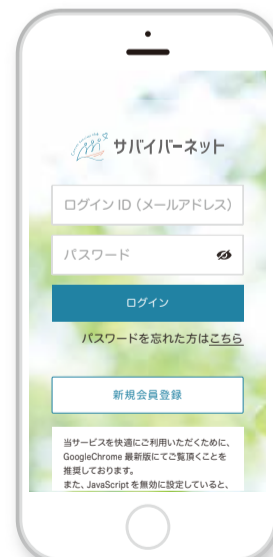 サバイバーネット
ログイン ID（メールアドレス）
パスワード
ログイン
パスワードを忘れた方はこちら
新規会員登録
当サービスを快適にご利用いただくために、
GoogleChrome 最新版にてご覧頂くことを
推奨しております。
また、JavaScript を無効に設定していると、